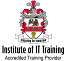 Institute of IT Training
Accredited Training Provider